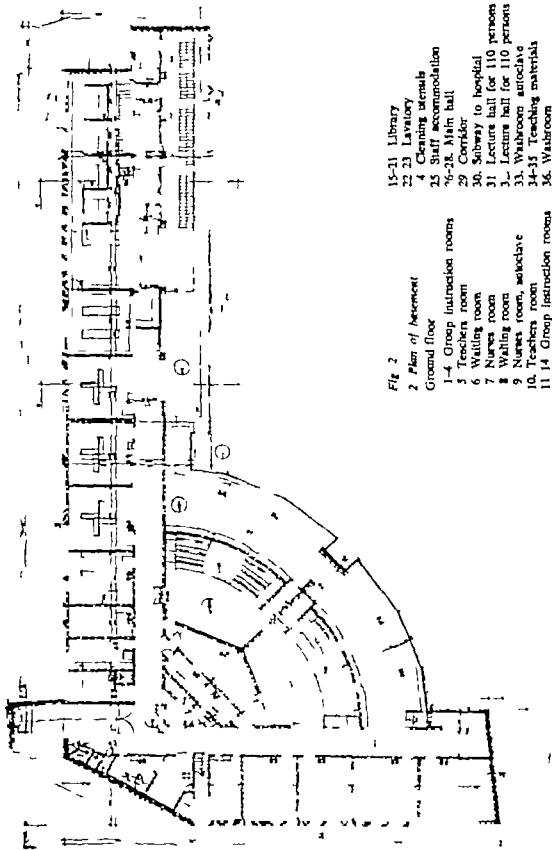 Fig 2
2 Plan of basement
Ground floor
1-4 Group instruction rooms
5 Teachers room
6 Waiting room
7 Nurses room
8 Waiting room
9 Nurses room, autoclave
10. Teachers room
11 14 Group instruction rooms
15-21 Library
22 23 Lavatory
4 Cleaning utensils
25 Staff accommodation
26-28. Main hall
29 Corridor
30. Subway to hospital
31 Lecture hall for 110 persons
3_ Lecture hall for 110 persons
33. Washroom autoclave
34-35 Teaching materials
36. Washroom